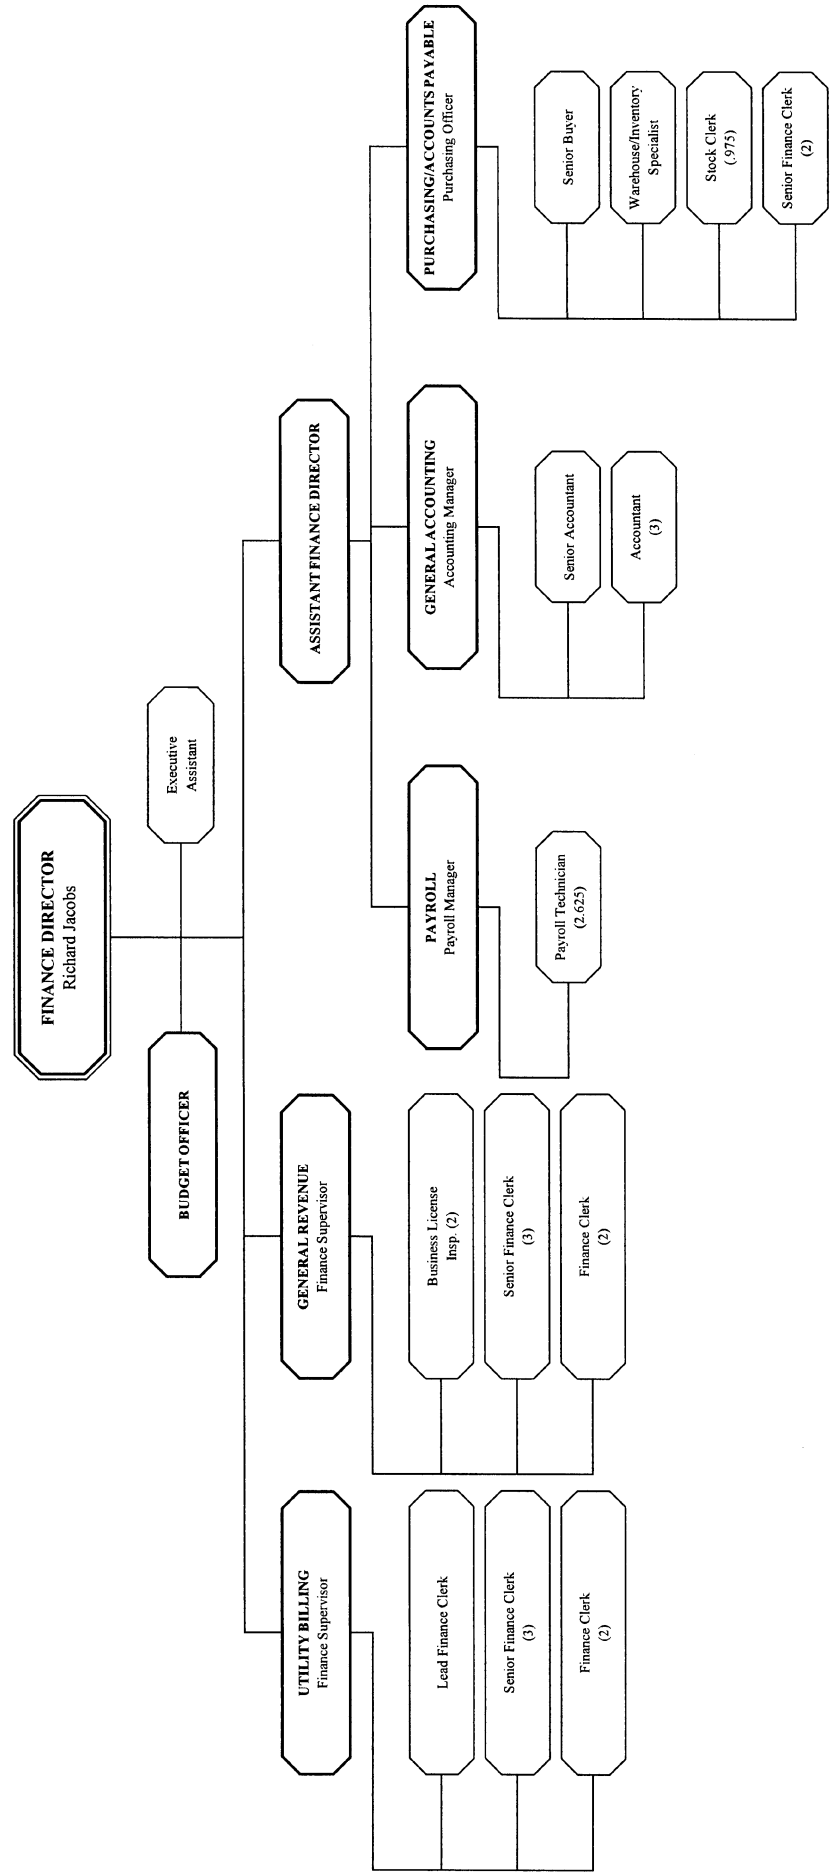 FINANCE DIRECTOR
Richard Jacobs
BUDGET OFFICER
Executive
Assistant
UTILITY BILLING
Finance Supervisor
Lead Finance Clerk
Senior Finance Clerk
(3)
Finance Clerk
(2)
GENERAL REVENUE
Finance Supervisor
Business License
Insp. (2)
Senior Finance Clerk
(3)
Finance Clerk
(2)
ASSISTANT FINANCE DIRECTOR
PAYROLL
Payroll Manager
Payroll Technician
(2.625)
GENERAL ACCOUNTING
Accounting Manager
Senior Accountant
Accountant
(3)
PURCHASING/ACCOUNTS PAYABLE
Purchasing Officer
Senior Buyer
Warehouse/Inventory
Specialist
Stock Clerk
(.975)
Senior Finance Clerk
(2)